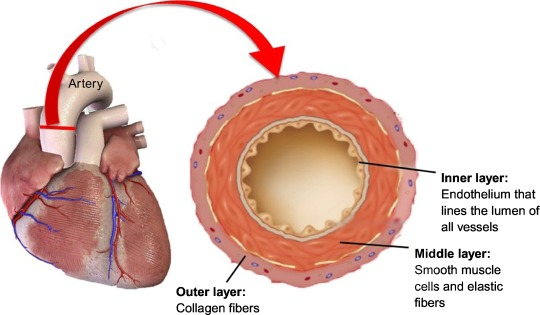 Artery
Inner layer:
Endothelium that
lines the lumen of
all vessels
Middle layer:
Smooth muscle
cells and elastic
fibers
Outer layer:
Collagen fibers